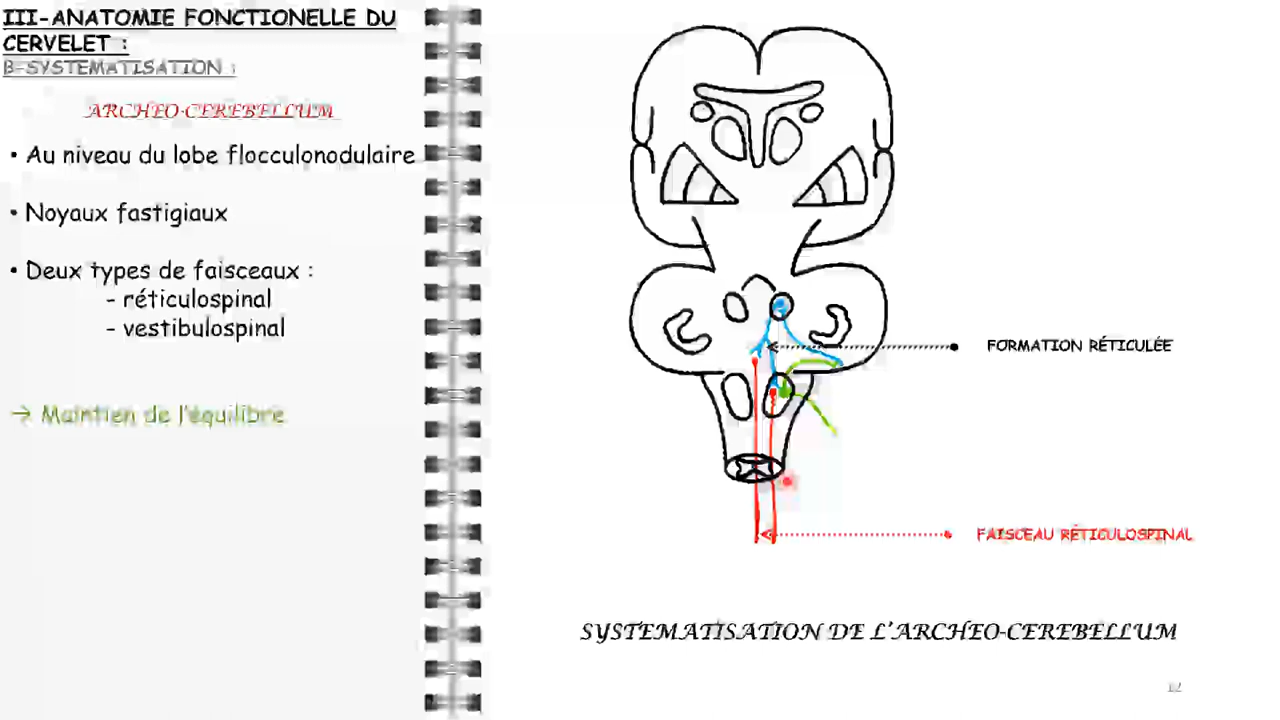 III-ANATOMIE FONCTIONELLE DU
CERVELET :
B-SYSTEMATISATION :
ARCHEO-CEREBELLUM
• Au niveau du lobe flocculonodulaire
• Noyaux fastigiaux
• Deux types de faisceaux :
- réticulospinal
- vestibulospinal
→ Maintien de l'équilibre
FORMATION RÉTICULÉE
FAISCEAU RÉTICULOSPINAL
SYSTEMATISATION DE L'ARCHEO-CEREBELLUM
12